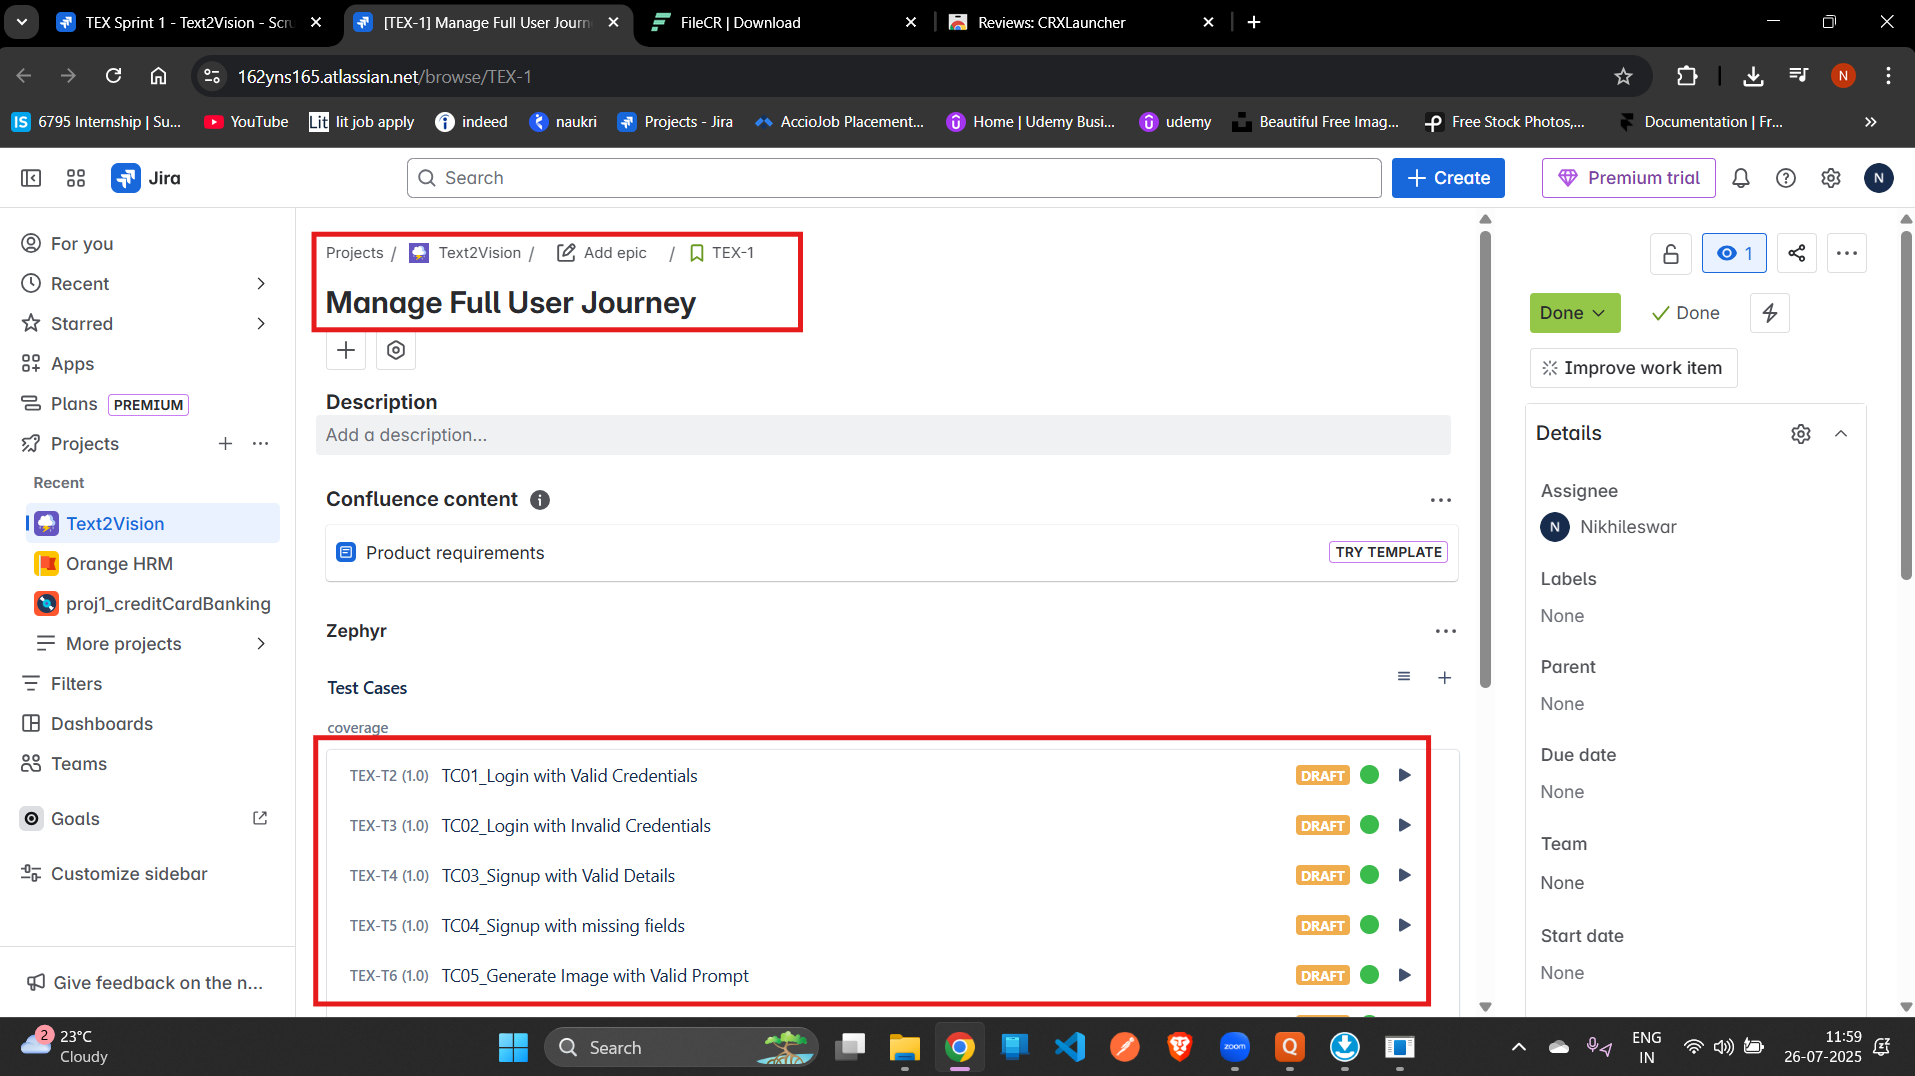 TEX Sprint 1 - Text2Vision - Scru
[TEX-1] Manage Full User Journ
FileCR | Download
Reviews: CRXLauncher
162yns165.atlassian.net/browse/TEX-1
N
IS 6795 Internship | Su...
YouTube
Lit lit job apply
indeed
naukri
Projects - Jira
AccioJob Placement...
Home | Udemy Busi...
udemy
Beautiful Free Imag...
Free Stock Photos,...
Documentation | Fr...
Jira
Search
Create
Premium trial
N
For you
Recent
Starred
Apps
Plans PREMIUM
Projects
Recent
Text2Vision
Orange HRM
proj1_creditCardBanking
More projects
Filters
Dashboards
Teams
Goals
Customize sidebar
Give feedback on the n...
Projects / Text2Vision / Add epic / TEX-1
Manage Full User Journey
Description
Add a description...
Confluence content
Product requirements TRY TEMPLATE
Zephyr
Test Cases
coverage
TEX-T2 (1.0) TC01_Login with Valid Credentials DRAFT
TEX-T3 (1.0) TC02_Login with Invalid Credentials DRAFT
TEX-T4 (1.0) TC03_Signup with Valid Details DRAFT
TEX-T5 (1.0) TC04_Signup with missing fields DRAFT
TEX-T6 (1.0) TC05_Generate Image with Valid Prompt DRAFT
1
Done Done
Improve work item
Details
Assignee
N Nikhileswar
Labels
None
Parent
None
Due date
None
Team
None
Start date
None
2
23°C
Cloudy
Search
zoom
Q
ENG
IN
11:59
26-07-2025